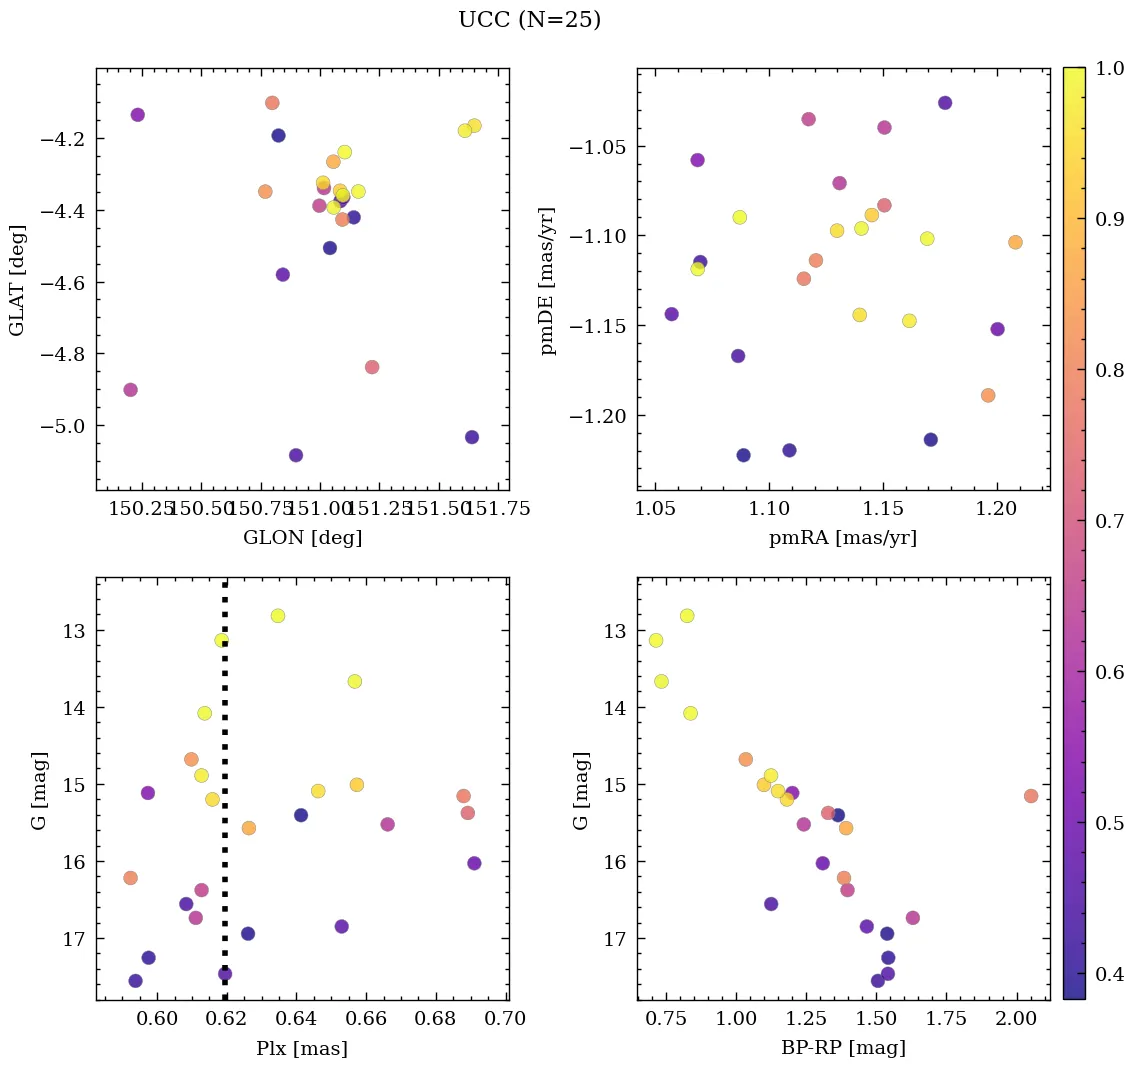 UCC (N=25)
−4.2
−4.4
−4.6
−4.8
−5.0
GLAT [deg]
150.25 150.50 150.75 151.00 151.25 151.50 151.75
GLON [deg]
−1.05
−1.10
−1.15
−1.20
pmDE [mas/yr]
1.05 1.10 1.15 1.20
pmRA [mas/yr]
13
14
15
16
17
G [mag]
0.60 0.62 0.64 0.66 0.68 0.70
Plx [mas]
13
14
15
16
17
G [mag]
0.75 1.00 1.25 1.50 1.75 2.00
BP-RP [mag]
1.0
0.9
0.8
0.7
0.6
0.5
0.4